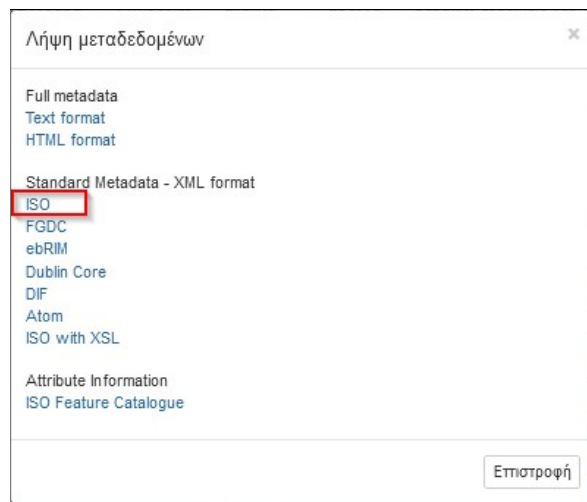 Λήψη μεταδεδομένων
×
Full metadata
Text format
HTML format
Standard Metadata - XML format
ISO
FGDC
ebRIM
Dublin Core
DIF
Atom
ISO with XSL
Attribute Information
ISO Feature Catalogue
Επιστροφή